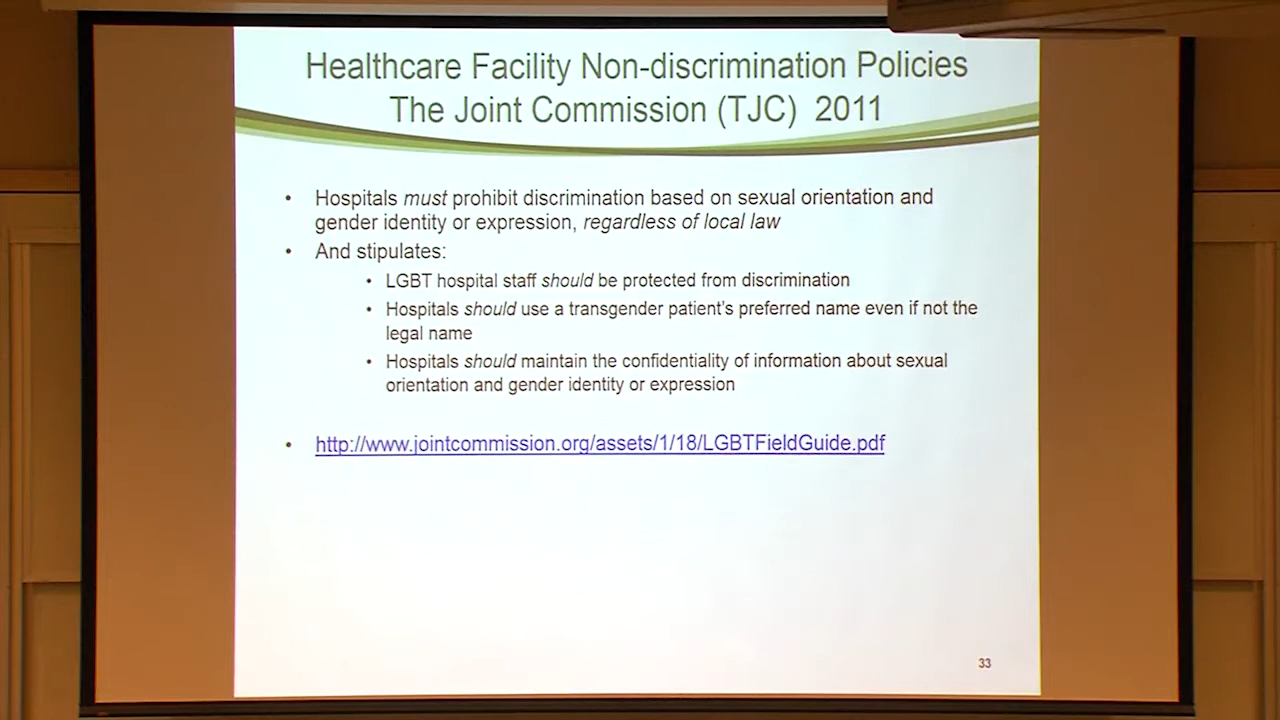 Healthcare Facility Non-discrimination Policies
The Joint Commission (TJC) 2011
• Hospitals must prohibit discrimination based on sexual orientation and
gender identity or expression, regardless of local law
• And stipulates:
• LGBT hospital staff should be protected from discrimination
• Hospitals should use a transgender patient's preferred name even if not the
legal name
• Hospitals should maintain the confidentiality of information about sexual
orientation and gender identity or expression
• http://www.jointcommission.org/assets/1/18/LGBTFieldGuide.pdf
33